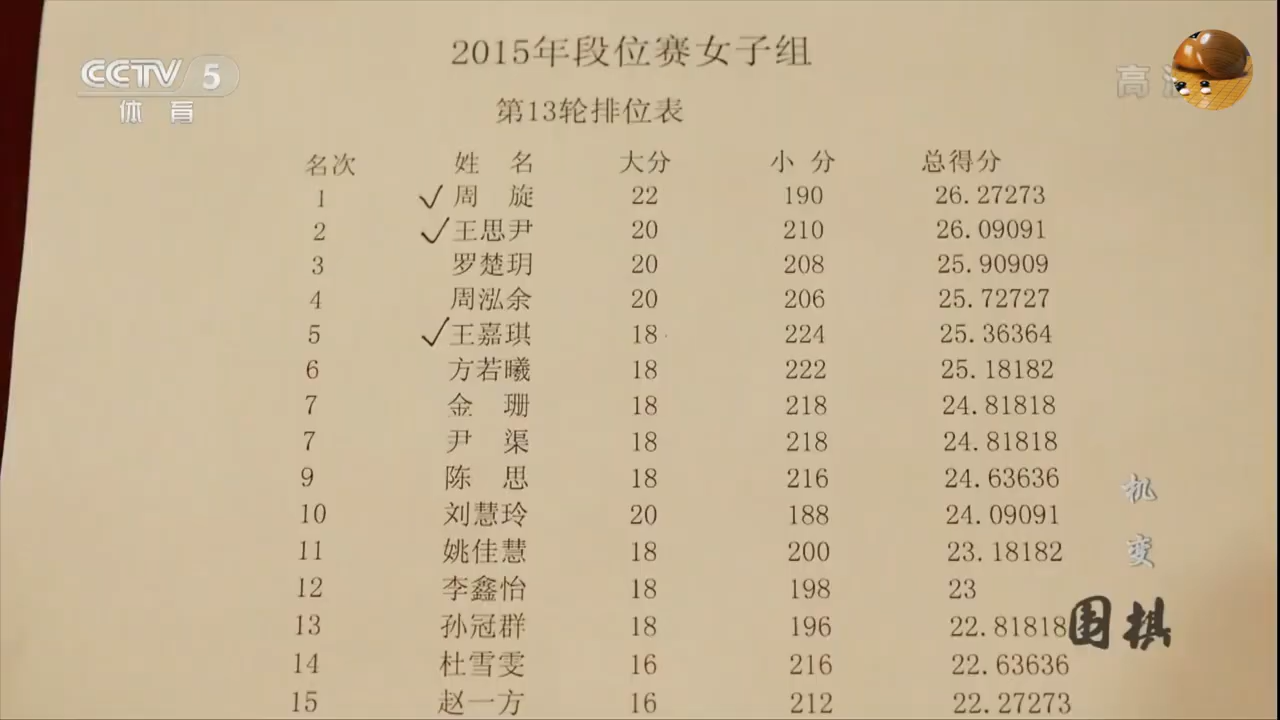 CCTV 5
体育
高清
2015年段位赛女子组
第13轮排位表
名次 姓 名 大分 小 分 总得分
1 ✓ 周 旋 22 190 26.27273
2 ✓ 王思尹 20 210 26.09091
3 罗楚玥 20 208 25.90909
4 周泓余 20 206 25.72727
5 ✓ 王嘉琪 18 224 25.36364
6 方若曦 18 222 25.18182
7 金 珊 18 218 24.81818
7 尹 渠 18 218 24.81818
9 陈 思 18 216 24.63636
10 刘慧玲 20 188 24.09091
11 姚佳慧 18 200 23.18182
12 李鑫怡 18 198 23
13 孙冠群 18 196 22.81818
14 杜雪雯 16 216 22.63636
15 赵一方 16 212 22.27273
机变
围棋